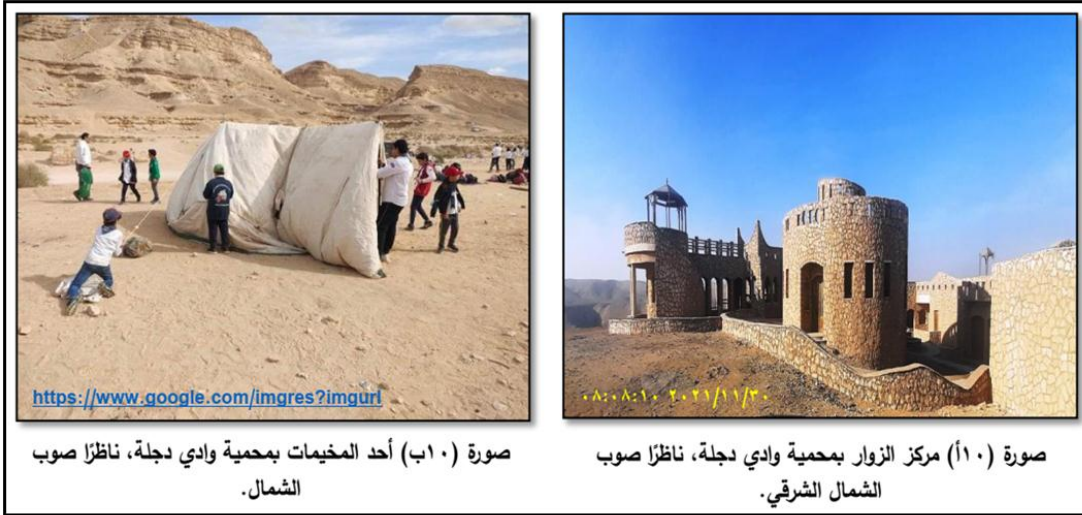 ٠٨:٠٨:١٠ ٢٠٢١/١١/٣٠
صورة (١٠أ) مركز الزوار بمحمية وادي دجلة، ناظرًا صوب
الشمال الشرقي.
https://www.google.com/imgres?imgurl
صورة (١٠ب) أحد المخيمات بمحمية وادي دجلة، ناظرًا صوب
الشمال.